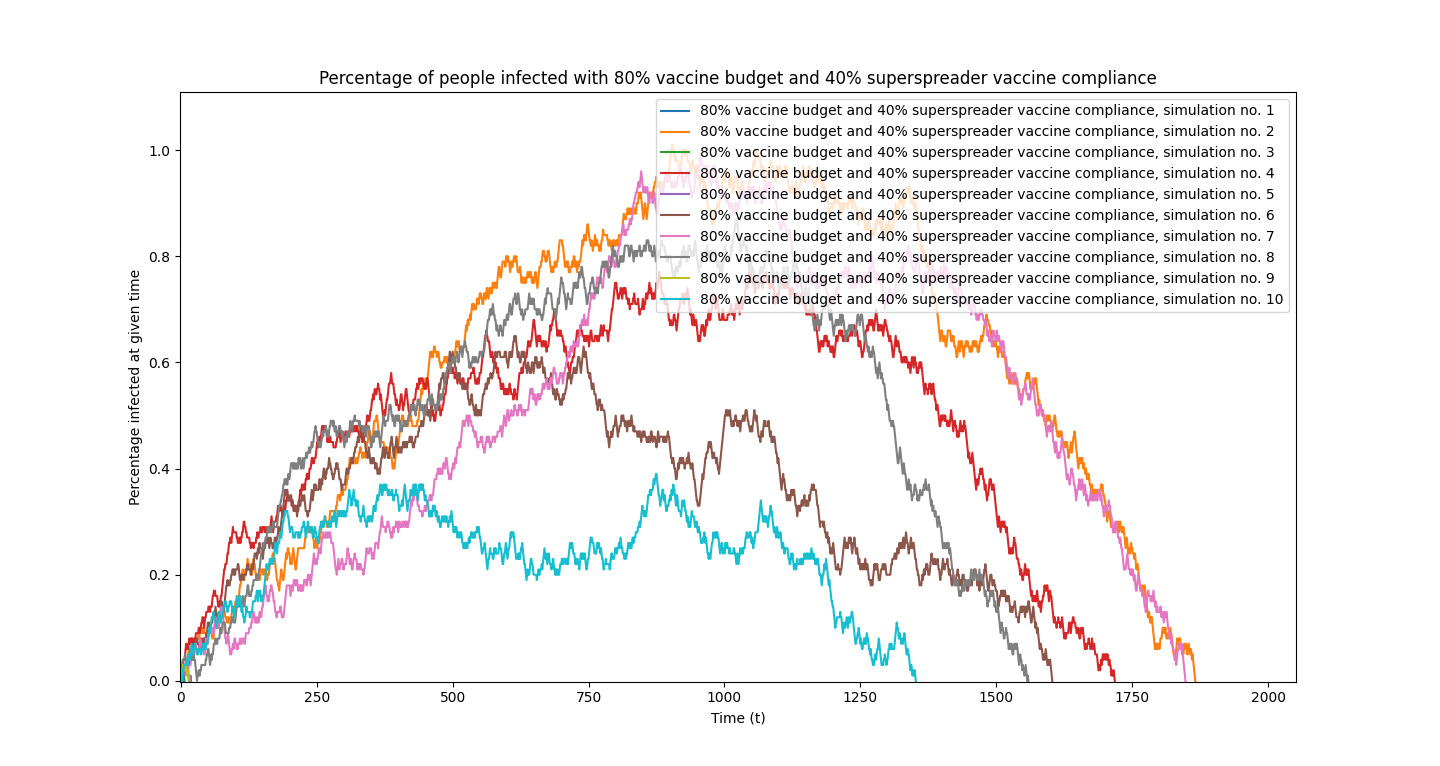 Percentage of people infected with 80% vaccine budget and 40% superspreader vaccine compliance
80% vaccine budget and 40% superspreader vaccine compliance, simulation no. 1
80% vaccine budget and 40% superspreader vaccine compliance, simulation no. 2
80% vaccine budget and 40% superspreader vaccine compliance, simulation no. 3
80% vaccine budget and 40% superspreader vaccine compliance, simulation no. 4
80% vaccine budget and 40% superspreader vaccine compliance, simulation no. 5
80% vaccine budget and 40% superspreader vaccine compliance, simulation no. 6
80% vaccine budget and 40% superspreader vaccine compliance, simulation no. 7
80% vaccine budget and 40% superspreader vaccine compliance, simulation no. 8
80% vaccine budget and 40% superspreader vaccine compliance, simulation no. 9
80% vaccine budget and 40% superspreader vaccine compliance, simulation no. 10
Percentage infected at given time
1.0
0.8
0.6
0.4
0.2
0.0
0 250 500 750 1000 1250 1500 1750 2000
Time (t)